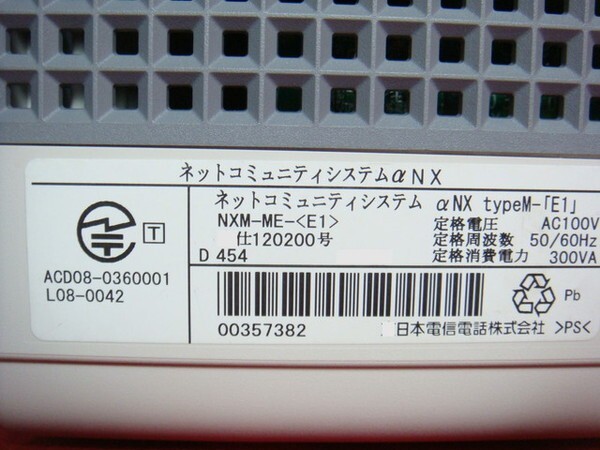 ネットコミュニティシステムαNX
ネットコミュニティシステム αNX typeM-「E1」
NXM-ME-<E1>
定格電圧 AC100V
仕120200号
定格周波数 50/60Hz
D 454
定格消費電力 300VA
T
ACD08-0360001
L08-0042
Pb
00357382
日本電信電話株式会社 >PS<